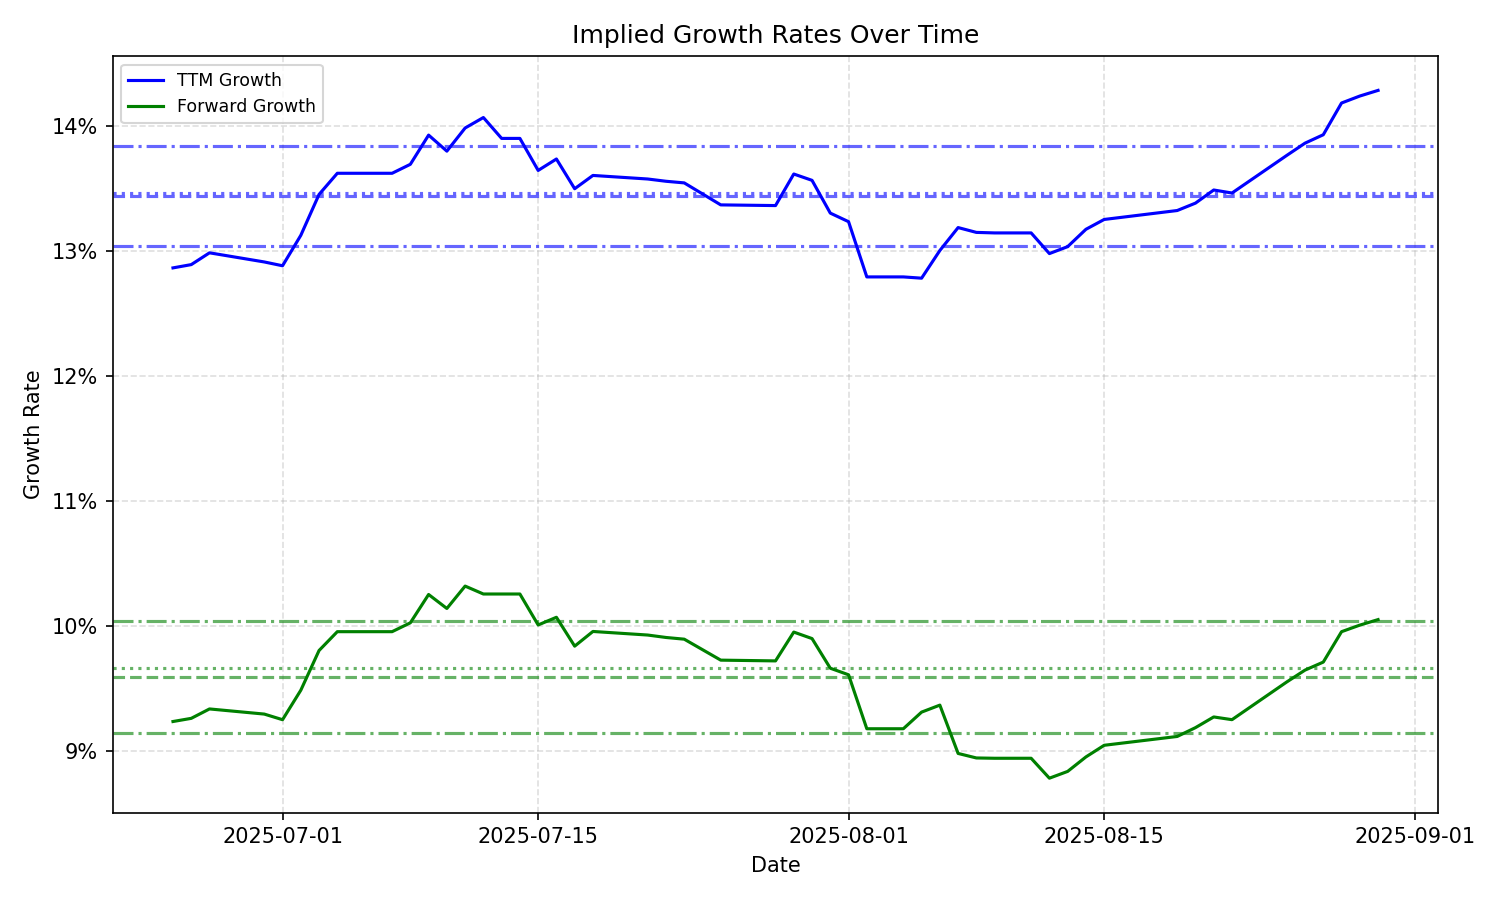 Implied Growth Rates Over Time
TTM Growth
Forward Growth
14%
13%
12%
11%
10%
9%
Growth Rate
2025-07-01
2025-07-15
2025-08-01
2025-08-15
2025-09-01
Date